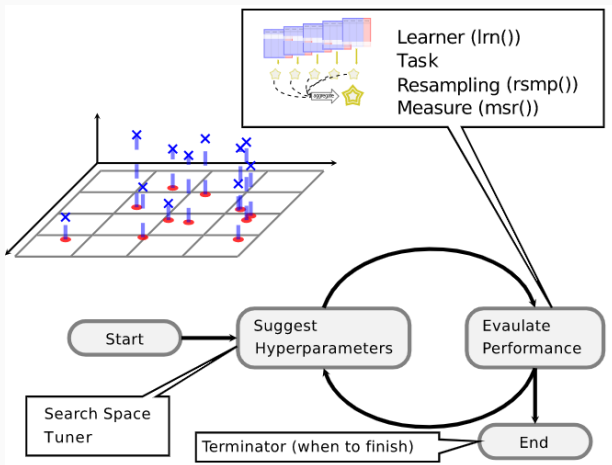 Learner (lrn())
Task
Resampling (rsmp())
Measure (msr())
aggregate
Start
Suggest
Hyperparameters
Evaulate
Performance
Search Space
Tuner
Terminator (when to finish)
End